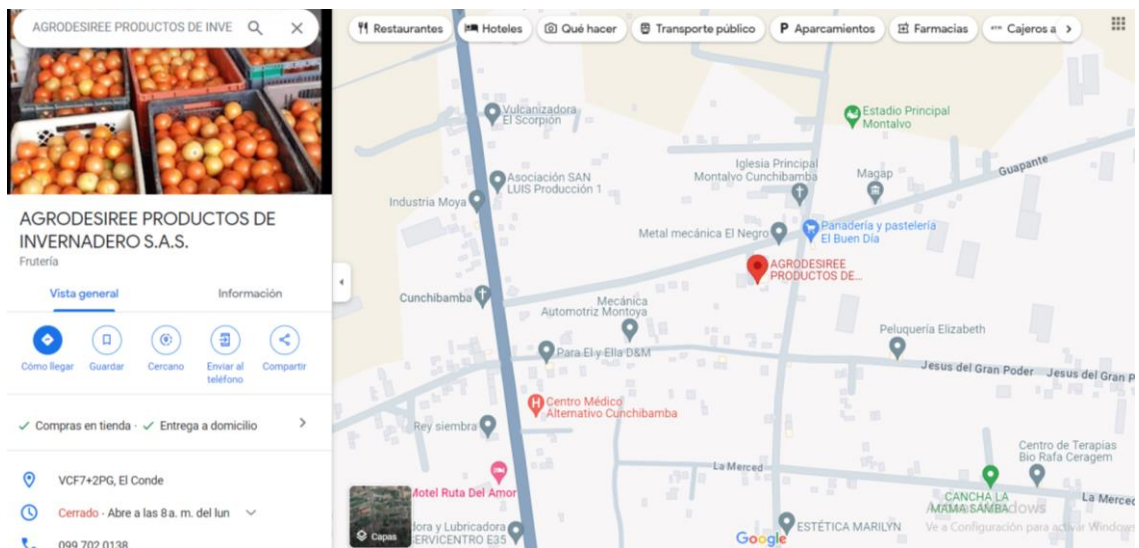 AGRODESIREE PRODUCTOS DE INVE
AGRODESIREE PRODUCTOS DE
INVERNADERO S.A.S.
Frutería
Vista general
Información
Cómo llegar
Guardar
Cercano
Enviar al
teléfono
Compartir
Compras en tienda · Entrega a domicilio
VCF7+2PG, El Conde
Cerrado · Abre a las 8 a. m. del lun
099 702 0138
Restaurantes
Hoteles
Qué hacer
Transporte público
P Aparcamientos
Farmacias
Cajeros a
Vulcanizadora
El Scorpión
Estadio Principal
Montalvo
Iglesia Principal
Montalvo Cunchibamba
Magap
Guapante
Asociación SAN
LUIS Producción 1
Industria Moya
Metal mecánica El Negro
Panadería y pastelería
El Buen Día
AGRODESIREE
PRODUCTOS DE...
Cunchibamba
Mecánica
Automotriz Montoya
Peluquería Elizabeth
Para El y Ella D&M
Jesus del Gran Poder
Jesus del Gran P
H
Centro Médico
Alternativo Cunchibamba
Rey siembra
Centro de Terapias
Bio Rafa Ceragem
La Merced
Motel Ruta Del Amor
CANCHA LA
MAMA SAMBA
La Merced
Capas
dora y Lubricadora
SERVICENTRO E35
ESTÉTICA MARILYN
Google
Ve a Configuración para activar Windows